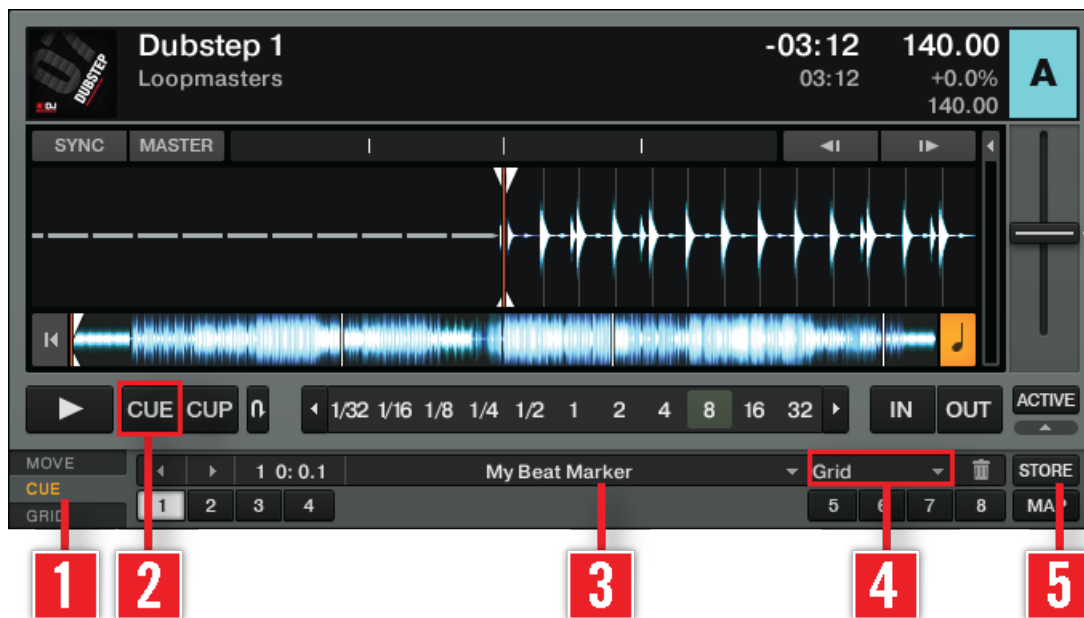 07
DUBSTEP
DJ
Dubstep 1
Loopmasters
-03:12
03:12
140.00
+0.0%
140.00
A
SYNC
MASTER
CUE
CUP
1/32 1/16 1/8 1/4 1/2 1 2 4 8 16 32
IN
OUT
ACTIVE
MOVE
CUE
GRID
1 0: 0.1
My Beat Marker
Grid
STORE
1 2 3 4
5 6 7 8
MAP
1 2 3 4 5